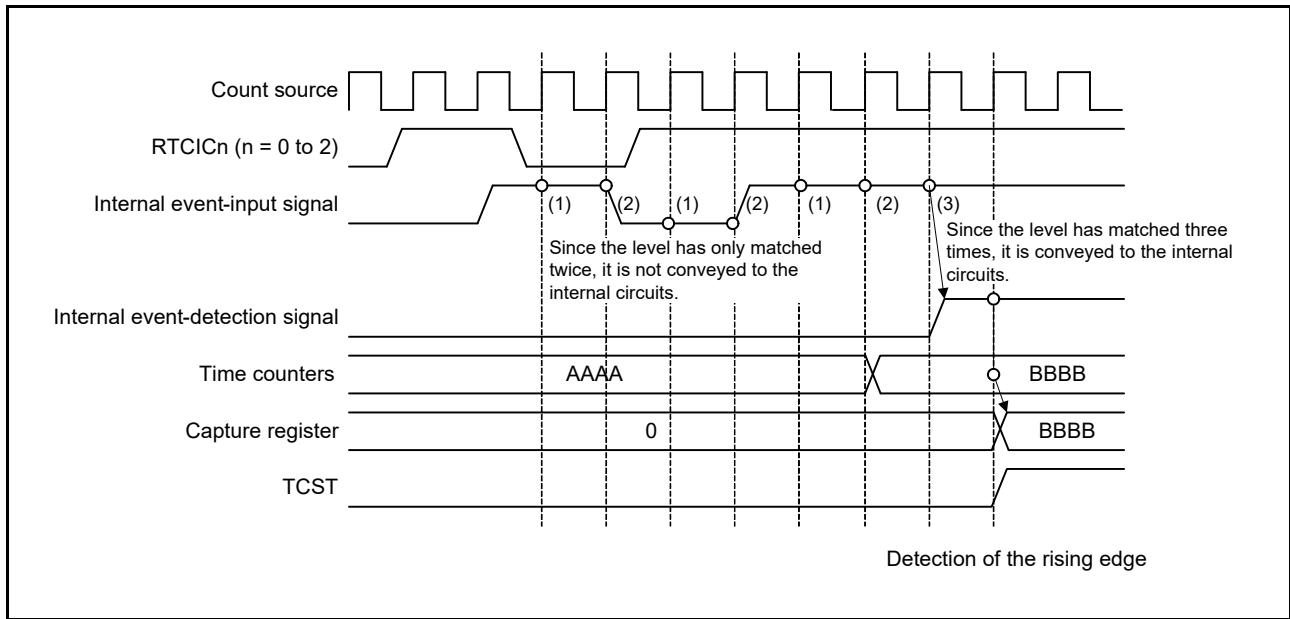 Count source
RTCICn (n = 0 to 2)
Internal event-input signal
(1)
(2)
(1)
(2)
(1)
(2)
(3)
Since the level has only matched
twice, it is not conveyed to the
internal circuits.
Since the level has matched three
times, it is conveyed to the internal
circuits.
Internal event-detection signal
Time counters
AAAA
BBBB
Capture register
0
BBBB
TCST
Detection of the rising edge